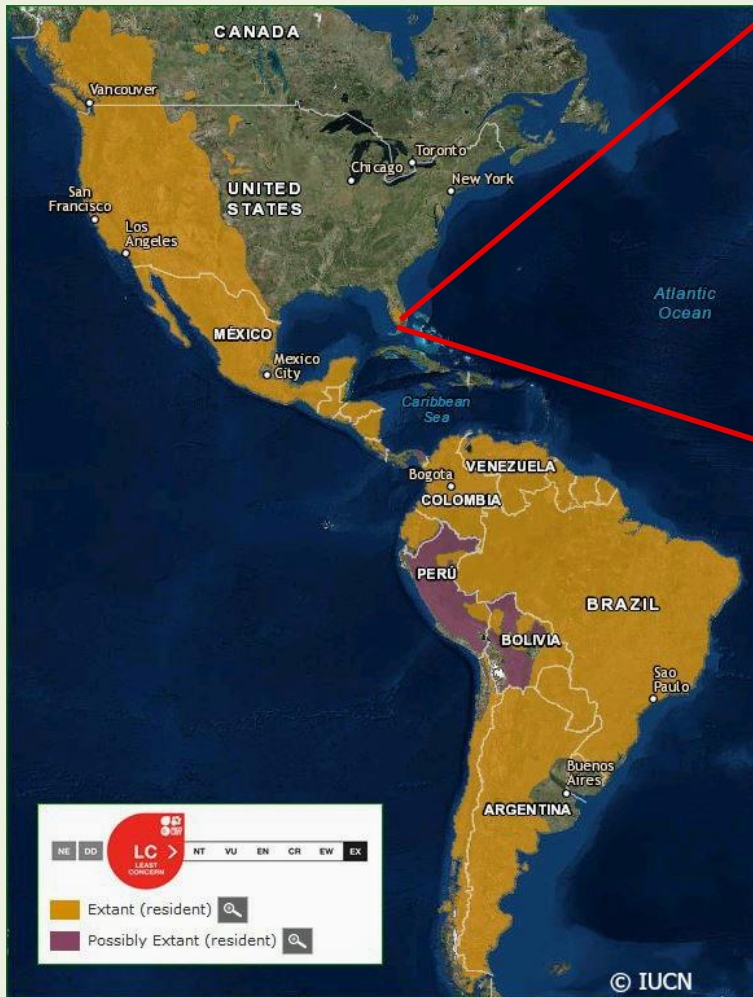 CANADA
Vancouver
Toronto
Chicago
New York
UNITED
STATES
San
Francisco
Los
Angeles
Atlantic
Ocean
MÉXICO
Mexico
City
Caribbean
Sea
VENEZUELA
Bogota
COLOMBIA
PERÚ
BRAZIL
BOLIVIA
Sao
Paulo
Buenos
Aires
ARGENTINA
NE DD LC NT VU EN CR EW EX
LEAST
CONCERN
Extant (resident)
Possibly Extant (resident)
© IUCN